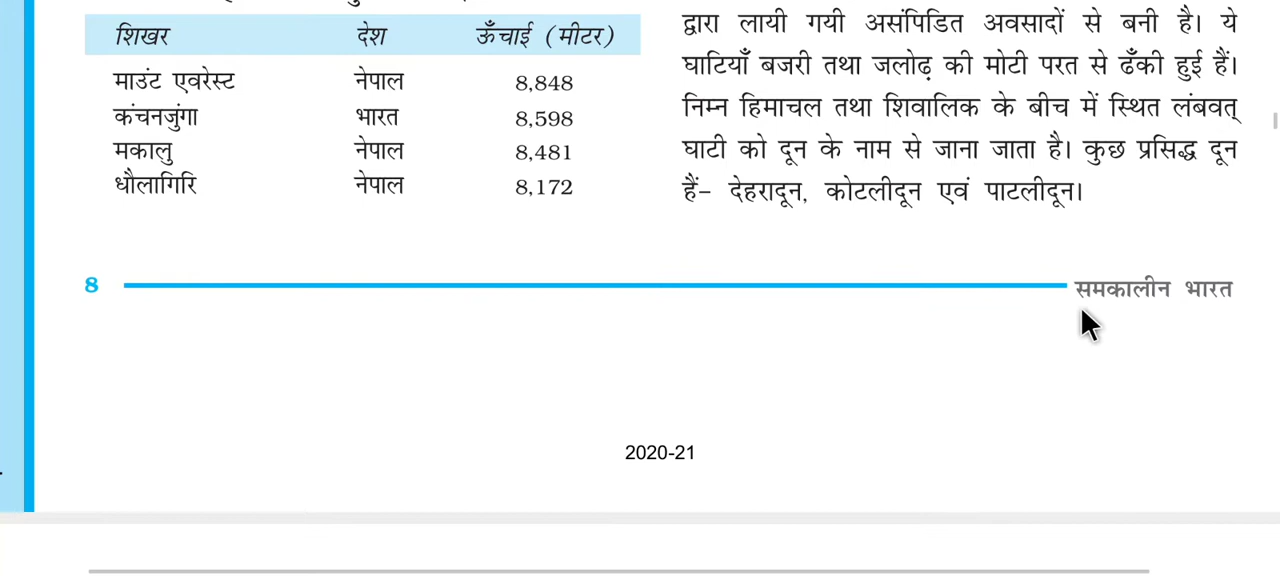 शिखर देश ऊँचाई (मीटर)
माउंट एवरेस्ट नेपाल 8,848
कंचनजुंगा भारत 8,598
मकालु नेपाल 8,481
धौलागिरि नेपाल 8,172
द्वारा लायी गयी असंपिडित अवसादों से बनी है। ये
घाटियाँ बजरी तथा जलोढ़ की मोटी परत से ढँकी हुई हैं।
निम्न हिमाचल तथा शिवालिक के बीच में स्थित लंबवत्
घाटी को दून के नाम से जाना जाता है। कुछ प्रसिद्ध दून
हैं– देहरादून, कोटलीदून एवं पाटलीदून।
8 समकालीन भारत
2020-21